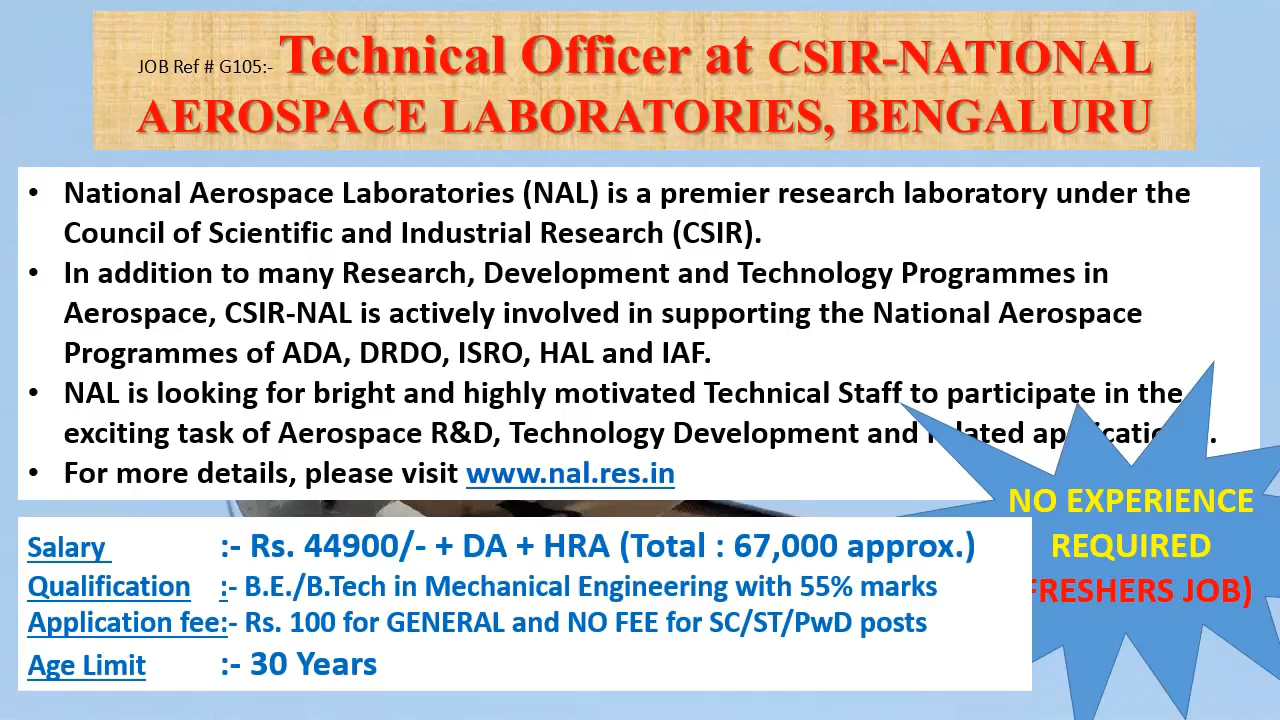 JOB Ref # G105:- Technical Officer at CSIR-NATIONAL
AEROSPACE LABORATORIES, BENGALURU
• National Aerospace Laboratories (NAL) is a premier research laboratory under the
Council of Scientific and Industrial Research (CSIR).
• In addition to many Research, Development and Technology Programmes in
Aerospace, CSIR-NAL is actively involved in supporting the National Aerospace
Programmes of ADA, DRDO, ISRO, HAL and IAF.
• NAL is looking for bright and highly motivated Technical Staff to participate in the
exciting task of Aerospace R&D, Technology Development and
• For more details, please visit www.nal.res.in
NO EXPERIENCE
REQUIRED
FRESHERS JOB)
Salary :- Rs. 44900/- + DA + HRA (Total : 67,000 approx.)
Qualification :- B.E./B.Tech in Mechanical Engineering with 55% marks
Application fee:- Rs. 100 for GENERAL and NO FEE for SC/ST/PwD posts
Age Limit :- 30 Years